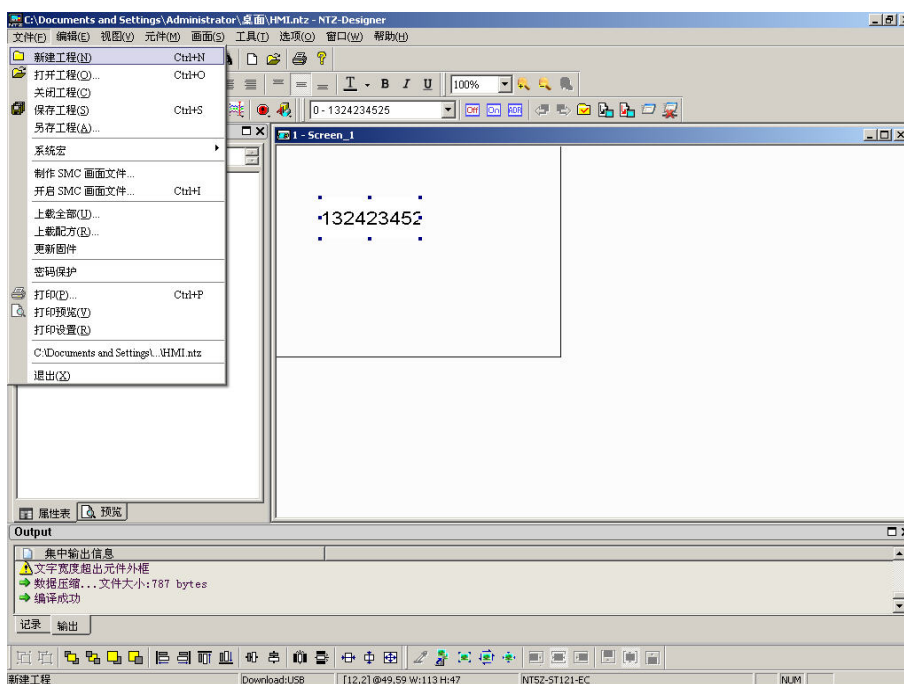 C:\Documents and Settings\Administrator\桌面\HMI.ntz - NTZ-Designer
文件(F) 编辑(E) 视图(V) 元件(M) 画面(S) 工具(T) 选项(O) 窗口(W) 帮助(H)
新建工程(N) Ctrl+N
打开工程(O)... Ctrl+O
关闭工程(C)
保存工程(S) Ctrl+S
另存工程(A)...
系统宏
制作 SMC 画面文件...
开启 SMC 画面文件... Ctrl+I
上载全部(U)...
上载配方(R)...
更新固件
密码保护
打印(P)... Ctrl+P
打印预览(V)
打印设置(R)
C:\Documents and Settings\...\HMI.ntz
退出(X)
T B I U 100%
0 - 1324234525 Off On ADR
1 - Screen_1
132423452
属性表 预览
Output
集中输出信息
文字宽度超出元件外框
数据压缩...文件大小:787 bytes
编译成功
记录 输出
新建工程 Download:USB [12,2]@49.59 W:113 H:47 NT5Z-ST121-EC NUM